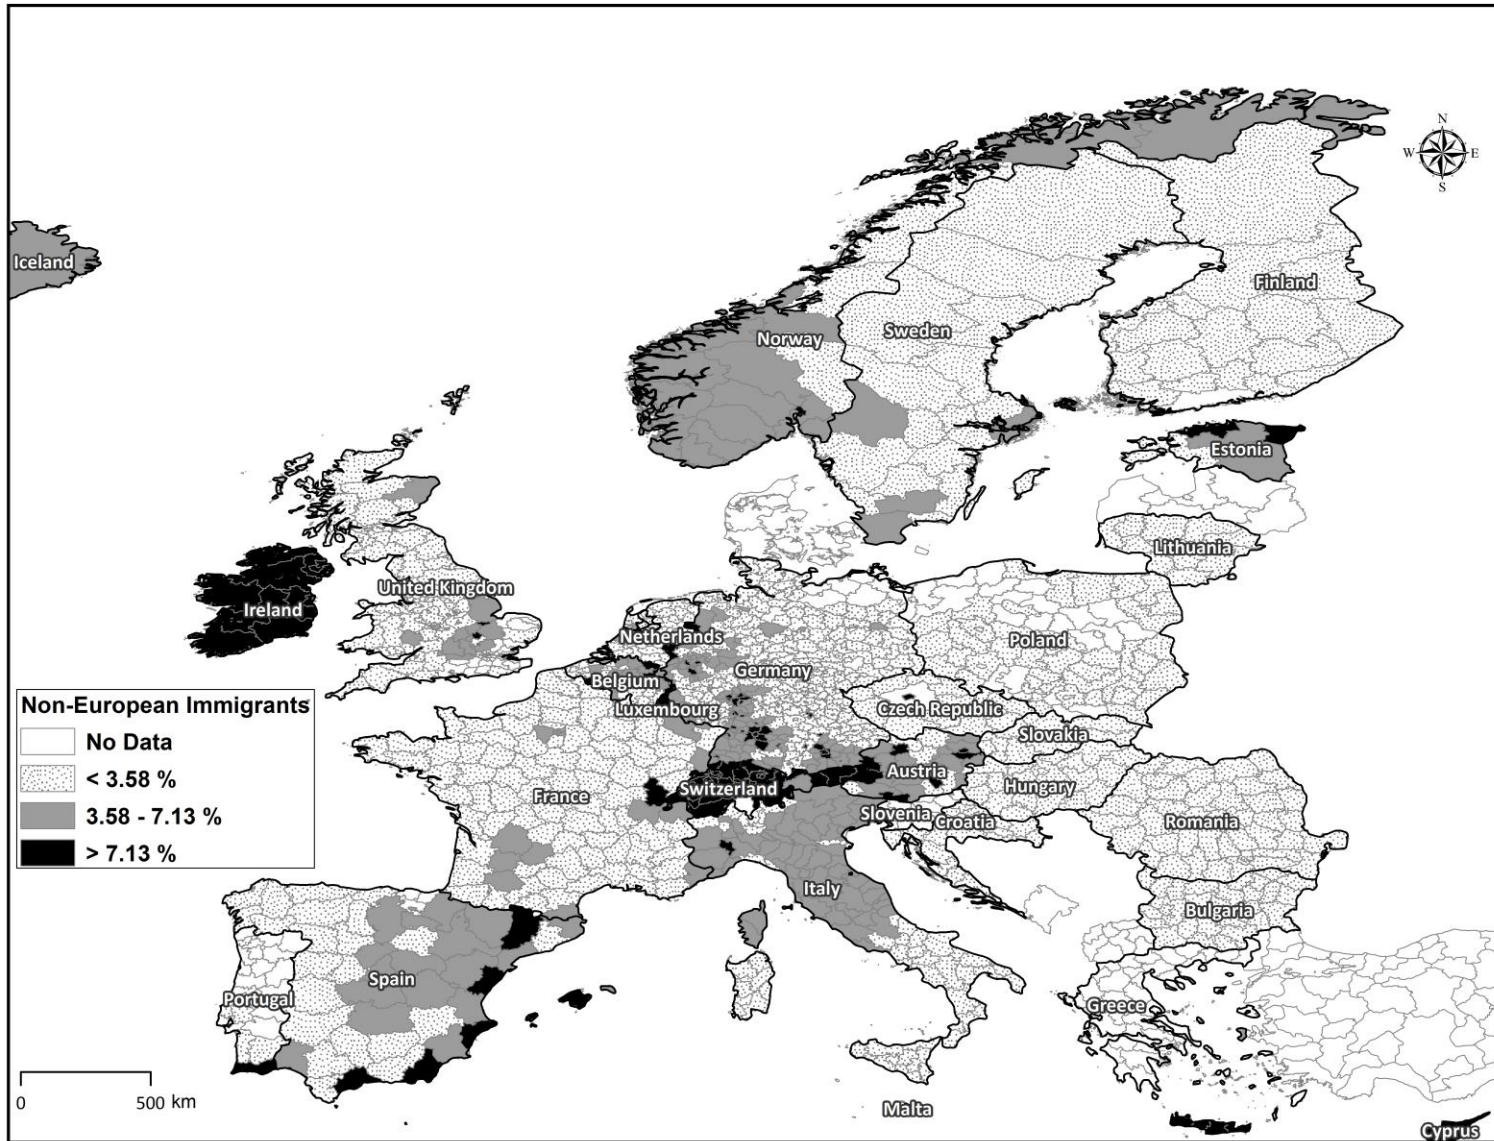 N
W E
S
Iceland
Finland
Norway
Sweden
Estonia
Lithuania
United Kingdom
Ireland
Netherlands
Poland
Germany
Belgium
Luxembourg
Czech Republic
Slovakia
Non-European Immigrants
No Data
< 3.58 %
3.58 - 7.13 %
> 7.13 %
Austria
Switzerland
Hungary
France
Slovenia
Croatia
Romania
Italy
Bulgaria
Spain
Portugal
Greece
0 500 km
Malta
Cyprus